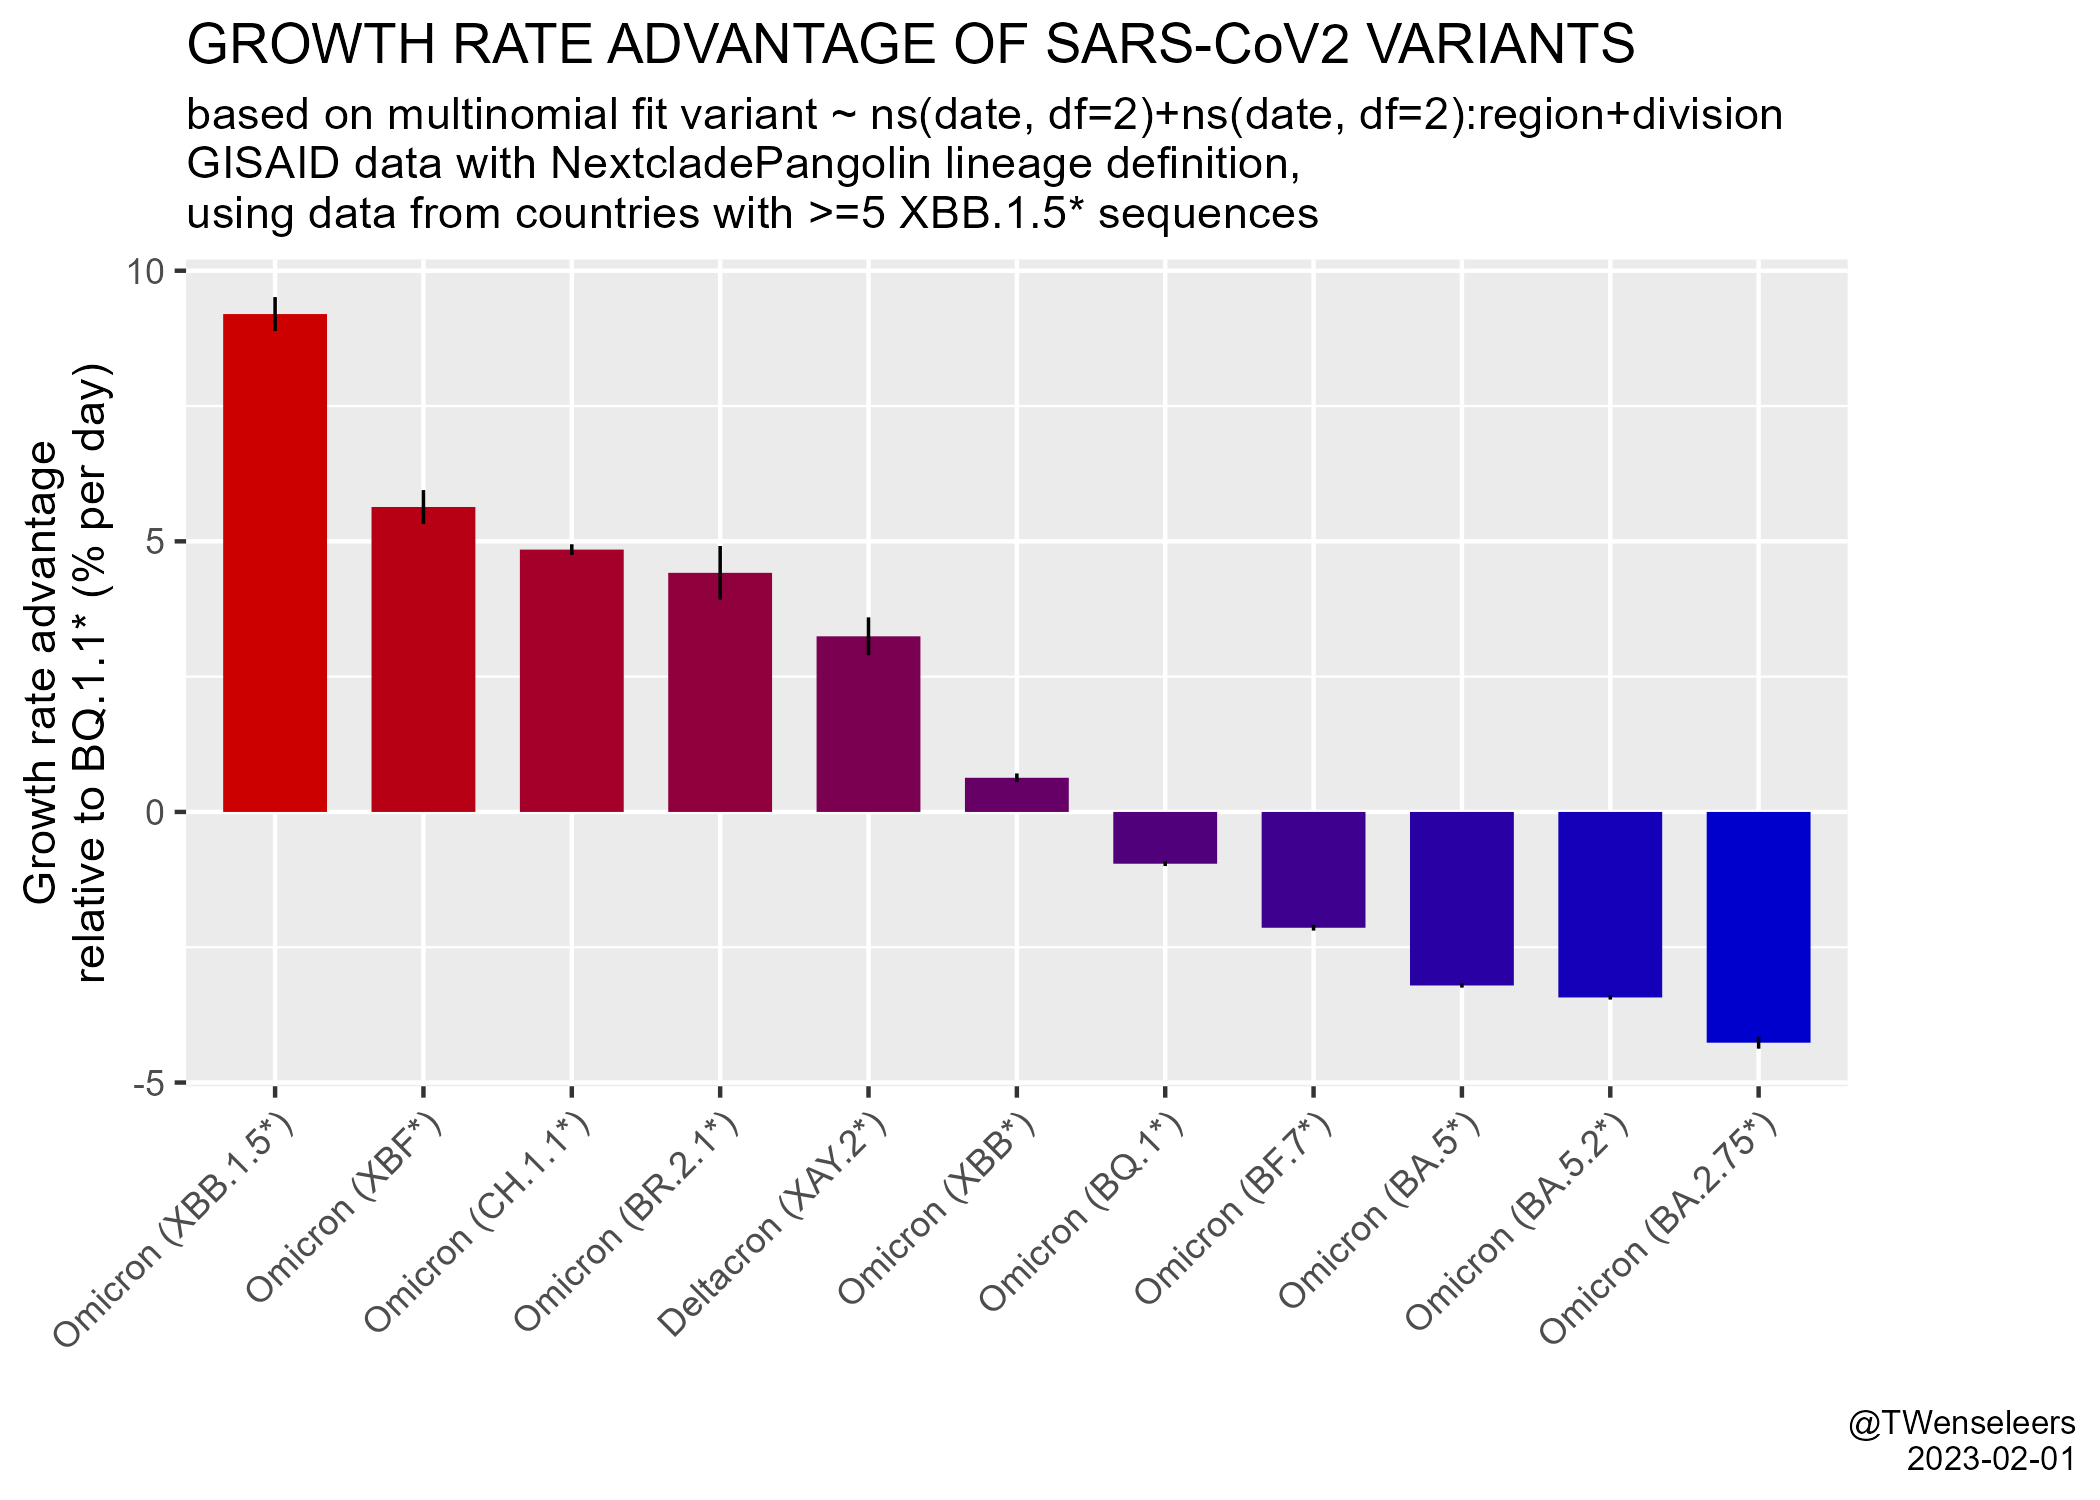 GROWTH RATE ADVANTAGE OF SARS-CoV2 VARIANTS
based on multinomial fit variant ~ ns(date, df=2)+ns(date, df=2):region+division
GISAID data with NextcladePangolin lineage definition,
using data from countries with >=5 XBB.1.5* sequences
Growth rate advantage
relative to BQ.1.1* (% per day)
10
5
0
-5
Omicron (XBB.1.5*)
Omicron (XBF*)
Omicron (CH.1.1*)
Omicron (BR.2.1*)
Deltacron (XAY.2*)
Omicron (XBB*)
Omicron (BQ.1*)
Omicron (BF.7*)
Omicron (BA.5*)
Omicron (BA.5.2*)
Omicron (BA.2.75*)
@TWenseleers
2023-02-01